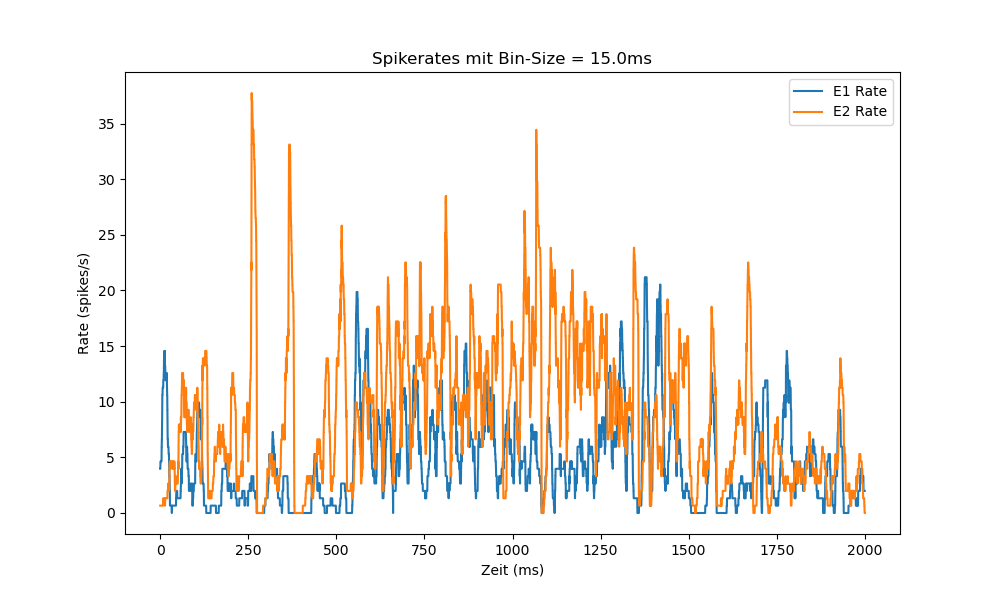 Spikerates mit Bin-Size = 15.0ms
E1 Rate
E2 Rate
Rate (spikes/s)
35
30
25
20
15
10
5
0
0 250 500 750 1000 1250 1500 1750 2000
Zeit (ms)